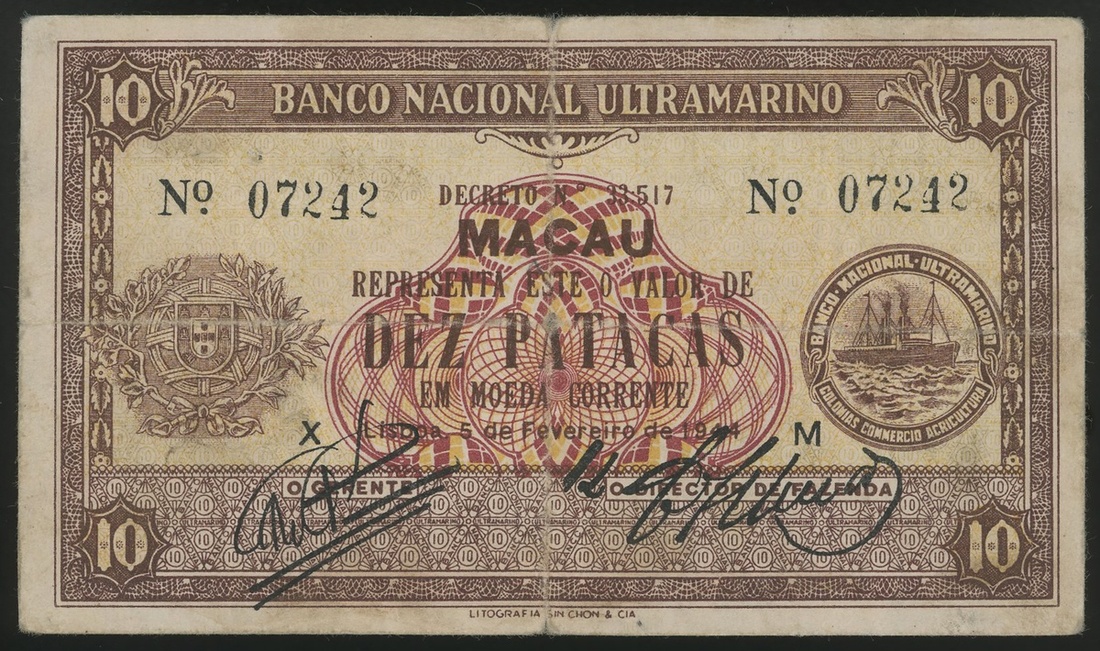 10 BANCO NACIONAL ULTRAMARINO 10
Nº 07242 DECRETO N.º 33:517 Nº 07242
MACAU
REPRESENTA ESTE O VALOR DE
DEZ PATACAS
EM MOEDA CORRENTE
BANCO·NACIONAL·ULTRAMARINO
COLONIAS COMMERCIO AGRICULTURA
X Lisboa 5 de Fevereiro de 1944 M
O GERENTE O DIRECTOR DE FAZENDA
10 10
LITOGRAFIA SIN CHON & CIA